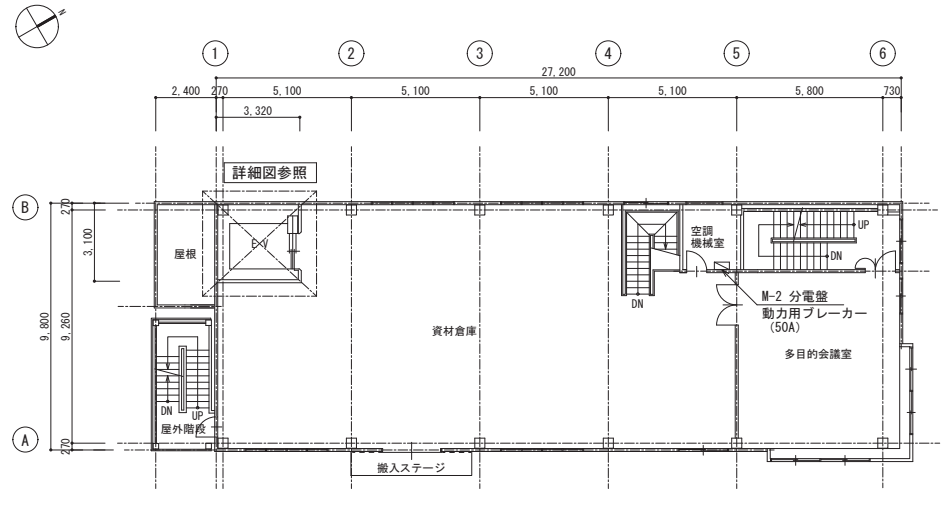 N
1 2 3 4 5 6
27,200
2,400 270 5,100 5,100 5,100 5,100 5,800 730
3,320
詳細図参照
B
270
3,100
屋根
EV
空調
機械室
UP
DN
DN
M-2 分電盤
動力用ブレーカー
(50A)
9,800
9,260
資材倉庫
多目的会議室
DN
UP
屋外階段
A
270
搬入ステージ